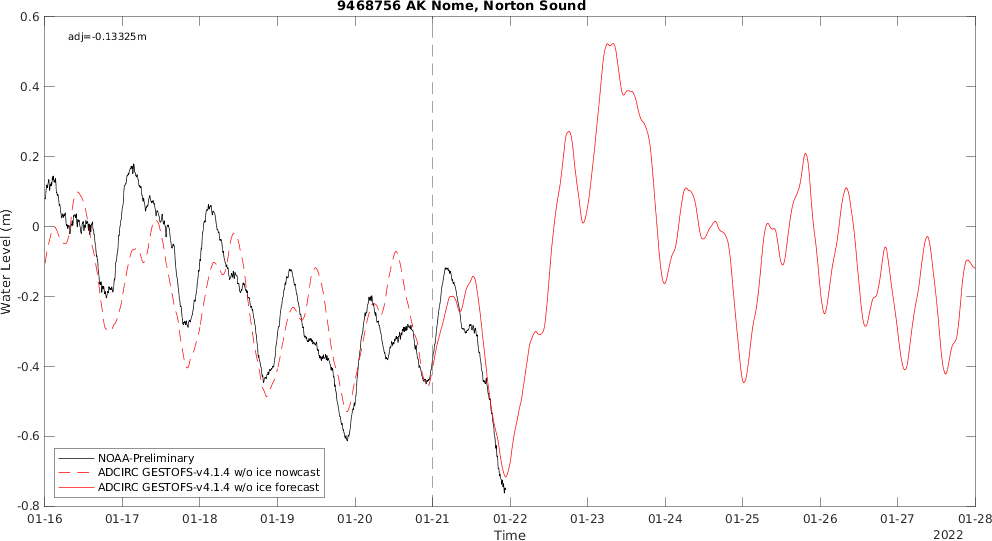 9468756 AK Nome, Norton Sound
adj=-0.13325m
0.6
0.4
0.2
0
-0.2
-0.4
-0.6
-0.8
Water Level (m)
NOAA-Preliminary
ADCIRC GESTOFS-v4.1.4 w/o ice nowcast
ADCIRC GESTOFS-v4.1.4 w/o ice forecast
01-16 01-17 01-18 01-19 01-20 01-21 01-22 01-23 01-24 01-25 01-26 01-27 01-28
Time
2022